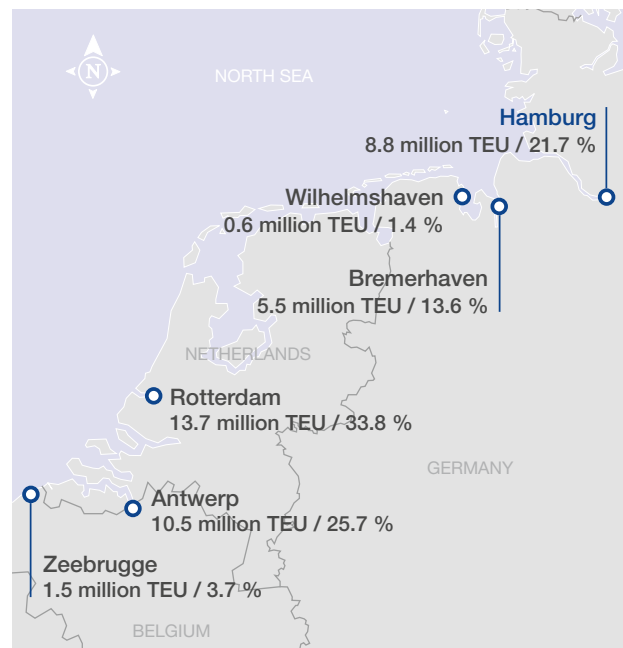 N
NORTH SEA
Hamburg
8.8 million TEU / 21.7 %
Wilhelmshaven
0.6 million TEU / 1.4 %
Bremerhaven
5.5 million TEU / 13.6 %
NETHERLANDS
Rotterdam
13.7 million TEU / 33.8 %
GERMANY
Antwerp
10.5 million TEU / 25.7 %
Zeebrugge
1.5 million TEU / 3.7 %
BELGIUM